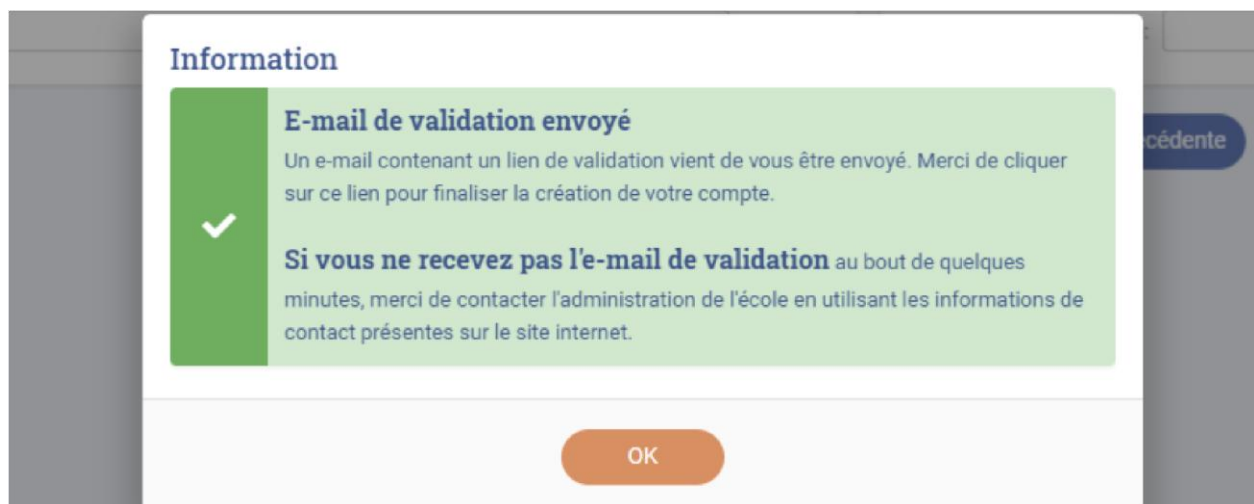 Information
E-mail de validation envoyé
Un e-mail contenant un lien de validation vient de vous être envoyé. Merci de cliquer
sur ce lien pour finaliser la création de votre compte.
Si vous ne recevez pas l'e-mail de validation au bout de quelques
minutes, merci de contacter l'administration de l'école en utilisant les informations de
contact présentes sur le site internet.
cédente
OK